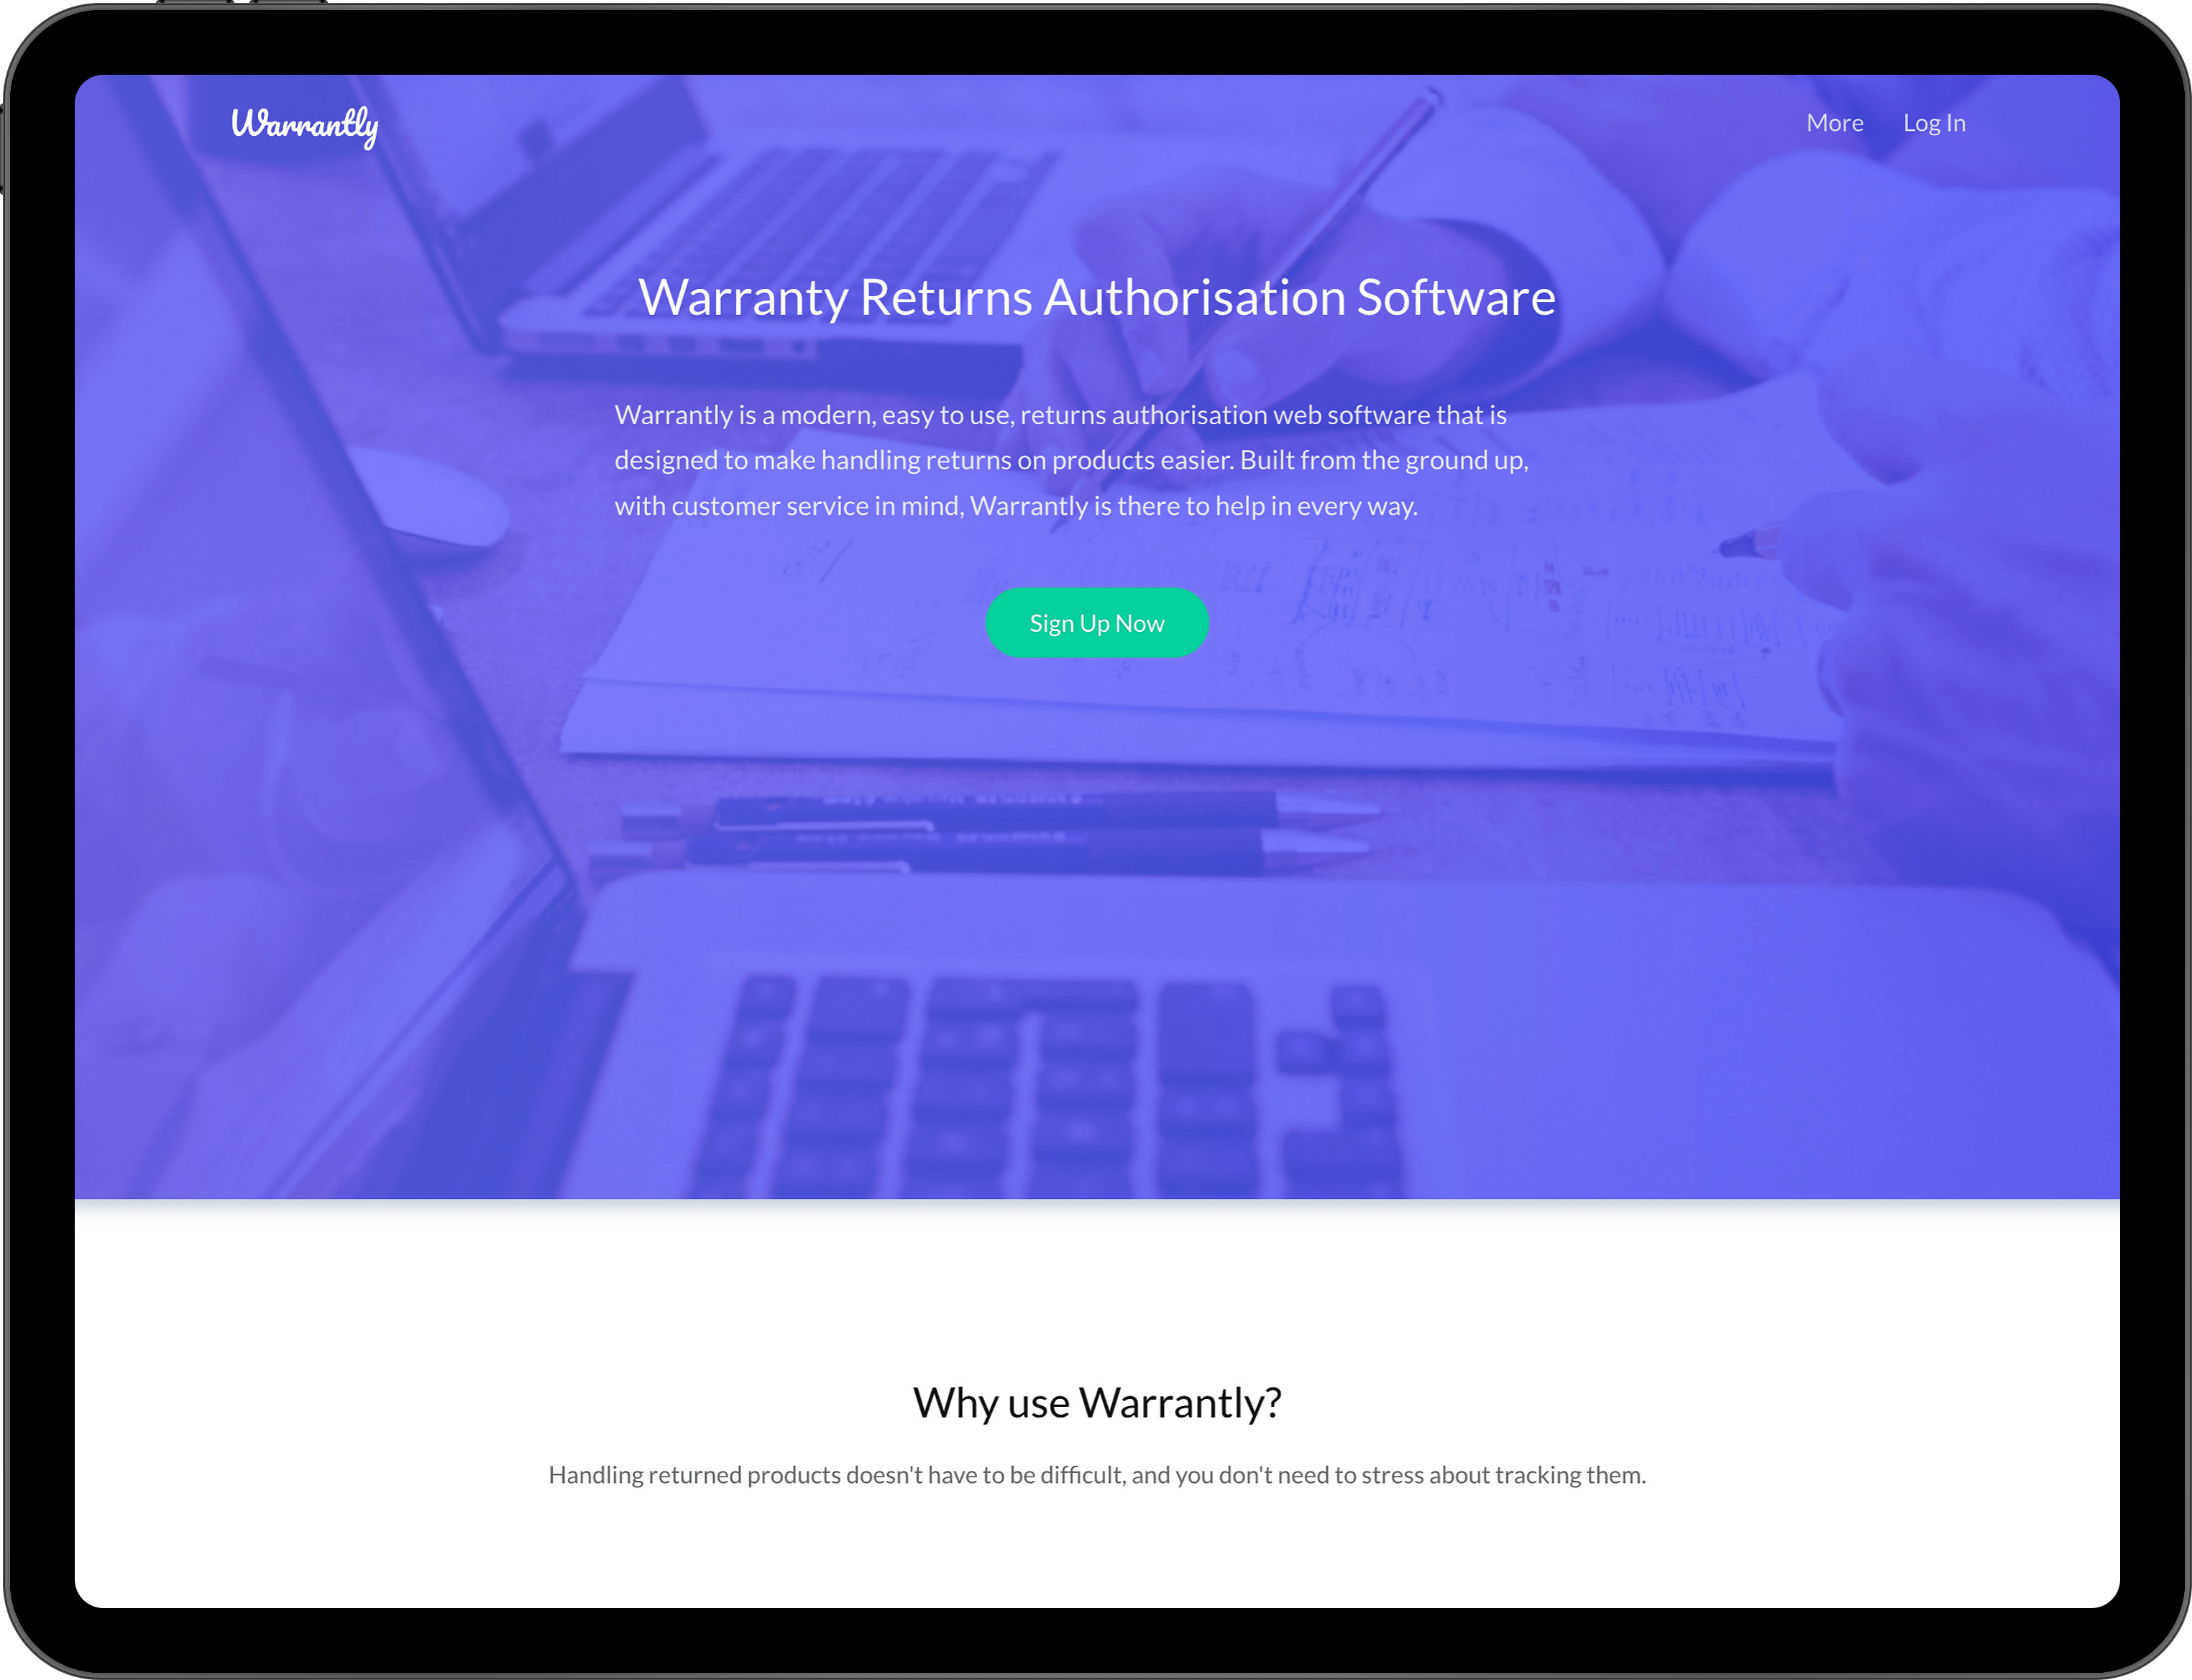 Warrantly
More Log In
Warranty Returns Authorisation Software
Warrantly is a modern, easy to use, returns authorisation web software that is
designed to make handling returns on products easier. Built from the ground up,
with customer service in mind, Warrantly is there to help in every way.
Sign Up Now
Why use Warrantly?
Handling returned products doesn't have to be difficult, and you don't need to stress about tracking them.